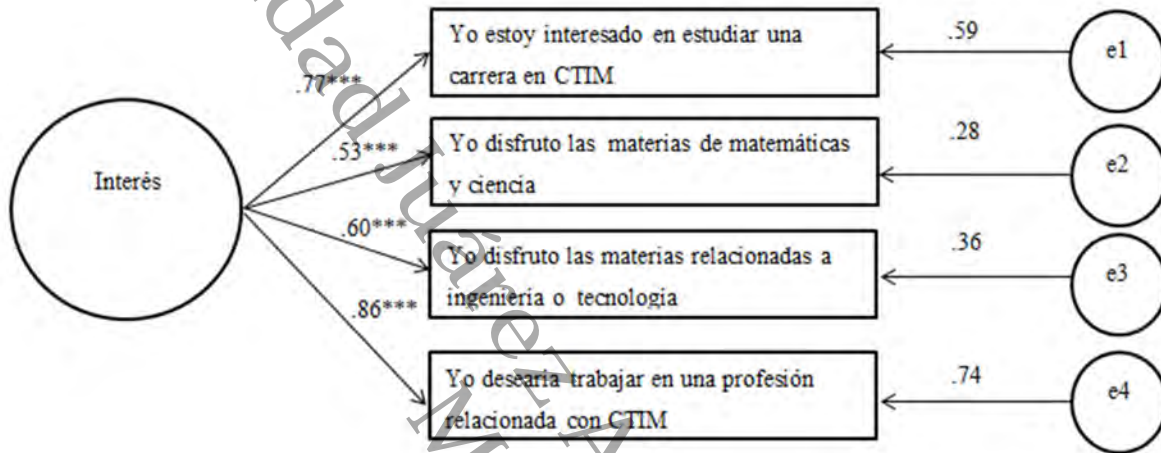 Interés
.77***
.53***
.60***
.86***
Yo estoy interesado en estudiar una
carrera en CTIM
.59
e1
Yo disfruto las materias de matemáticas
y ciencia
.28
e2
Yo disfruto las materias relacionadas a
ingeniería o tecnología
.36
e3
Yo desearía trabajar en una profesión
relacionada con CTIM
.74
e4
Juárez